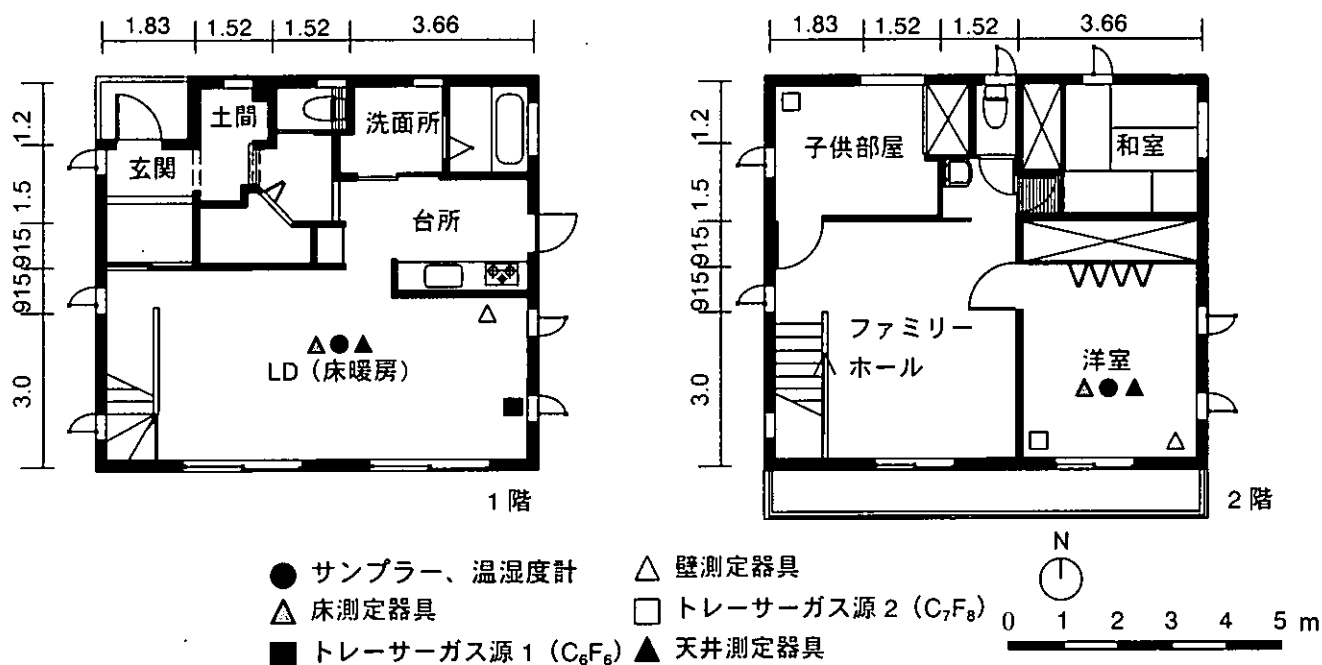 1.83 1.52 1.52 3.66
1.83 1.52 1.52 3.66
1.2
1.5
915
915
3.0
土間
洗面所
玄関
台所
LD（床暖房）
1 階
1.2
1.5
915
915
3.0
子供部屋
和室
ファミリー
ホール
洋室
2 階
● サンプラー、温湿度計
△ 床測定器具
■ トレーサーガス源 1（C₆F₆）
△ 壁測定器具
□ トレーサーガス源 2（C₇F₈）
▲ 天井測定器具
N
0 1 2 3 4 5 m